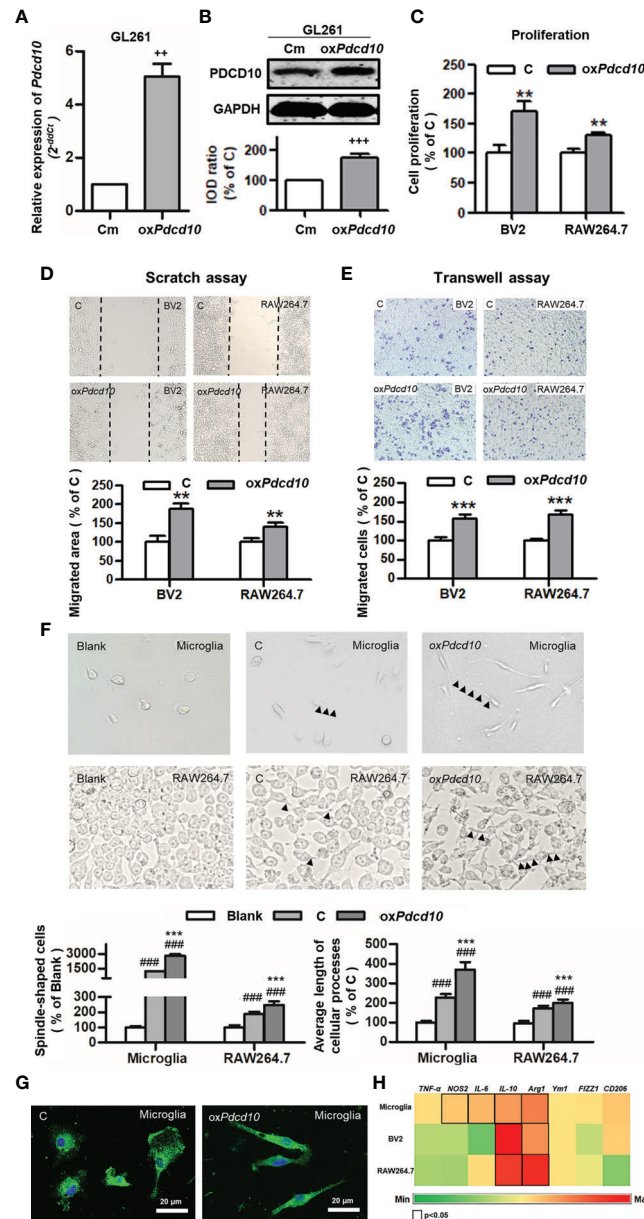 A
GL261
Relative expression of Pdcd10
(2-ddCt)
6
4
2
0
++
Cm
oxPdcd10
B
GL261
Cm oxPdcd10
PDCD10
GAPDH
IOD ratio
(% of C)
200
100
0
+++
Cm
oxPdcd10
C
Proliferation
C oxPdcd10
Cell proliferation
( % of C )
250
200
150
100
50
0
** **
BV2 RAW264.7
D
Scratch assay
C BV2
C RAW264.7
oxPdcd10 BV2
oxPdcd10 RAW264.7
C oxPdcd10
Migrated area ( % of C )
250
200
150
100
50
0
** **
BV2 RAW264.7
E
Transwell assay
C BV2
C RAW264.7
oxPdcd10 BV2
oxPdcd10 RAW264.7
C oxPdcd10
Migrated cells ( % of C )
250
200
150
100
50
0
*** ***
BV2 RAW264.7
F
Blank Microglia
C Microglia
oxPdcd10 Microglia
Blank RAW264.7
C RAW264.7
oxPdcd10 RAW264.7
Blank C oxPdcd10
Spindle-shaped cells
( % of Blank )
3000
1500
400
300
200
100
0
### *** ###
### *** ###
Microglia RAW264.7
Average length of
cellular processes
( % of C )
500
400
300
200
100
0
### *** ###
### *** ###
Microglia RAW264.7
G
C Microglia
20 µm
oxPdcd10 Microglia
20 µm
H
TNF-α NOS2 IL-6 IL-10 Arg1 Ym1 FIZZ1 CD206
Microglia
BV2
RAW264.7
Min Ma
p<0.05